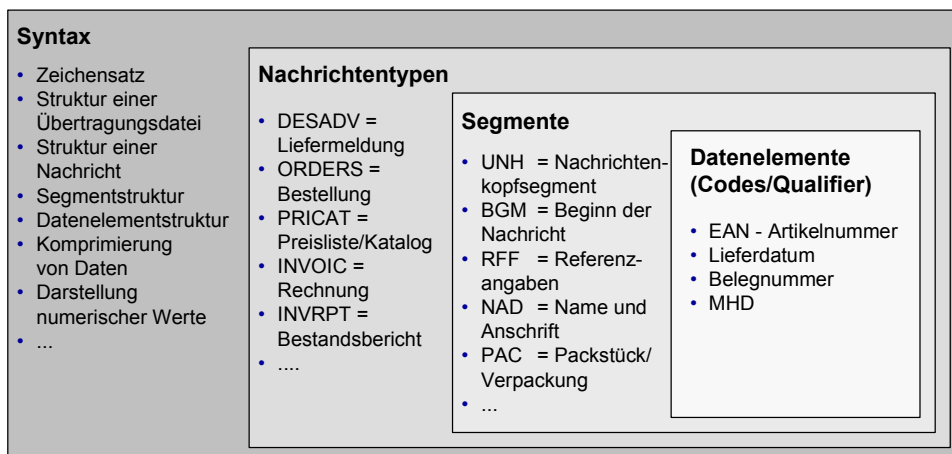 Syntax
• Zeichensatz
• Struktur einer
Übertragungsdatei
• Struktur einer
Nachricht
• Segmentstruktur
• Datenelementstruktur
• Komprimierung
von Daten
• Darstellung
numerischer Werte
• ...
Nachrichtentypen
• DESADV =
Liefermeldung
• ORDERS =
Bestellung
• PRICAT =
Preisliste/Katalog
• INVOIC =
Rechnung
• INVRPT =
Bestandsbericht
• ....
Segmente
• UNH = Nachrichten-
kopfsegment
• BGM = Beginn der
Nachricht
• RFF = Referenz-
angaben
• NAD = Name und
Anschrift
• PAC = Packstück/
Verpackung
• ...
Datenelemente
(Codes/Qualifier)
• EAN - Artikelnummer
• Lieferdatum
• Belegnummer
• MHD